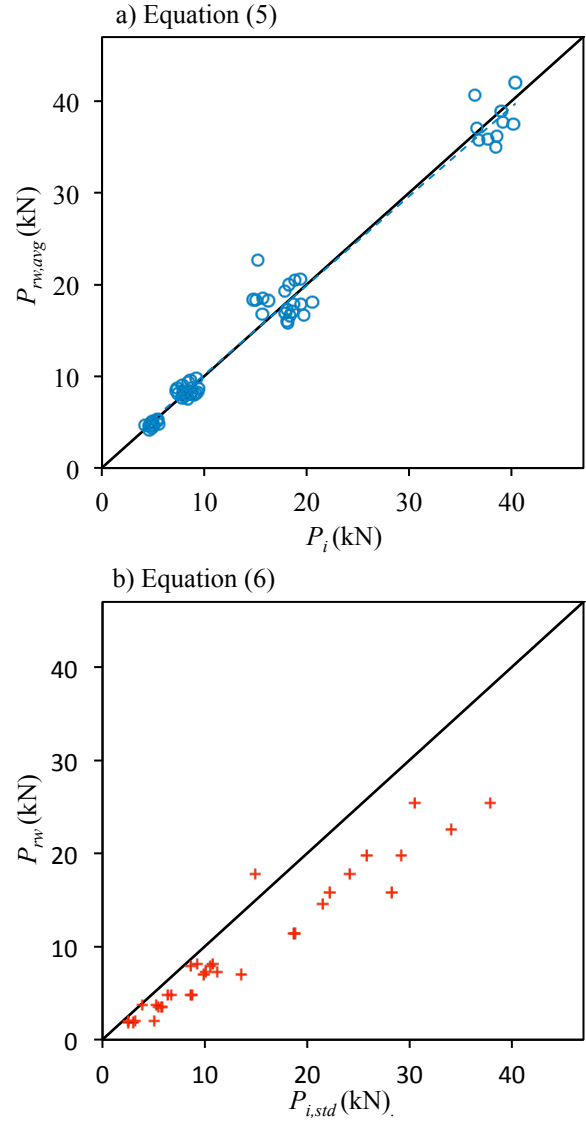 a) Equation (5)
40
30
20
10
0
0 10 20 30 40
P_rw,avg (kN)
P_i (kN)
b) Equation (6)
40
30
20
10
0
0 10 20 30 40
P_rw (kN)
P_i,std (kN).